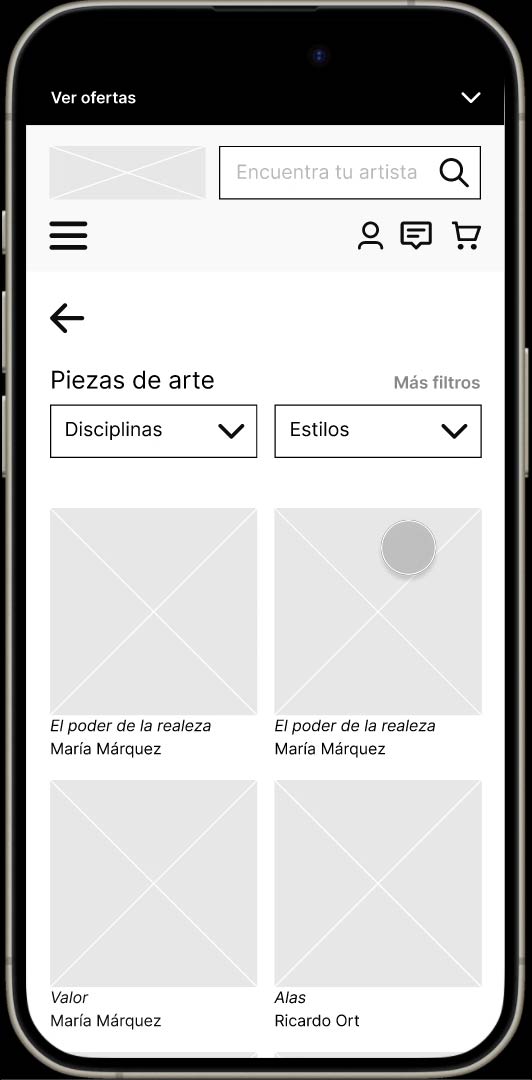 Ver ofertas
Encuentra tu artista
Piezas de arte
Más filtros
Disciplinas
Estilos
El poder de la realeza
María Márquez
El poder de la realeza
María Márquez
Valor
María Márquez
Alas
Ricardo Ort